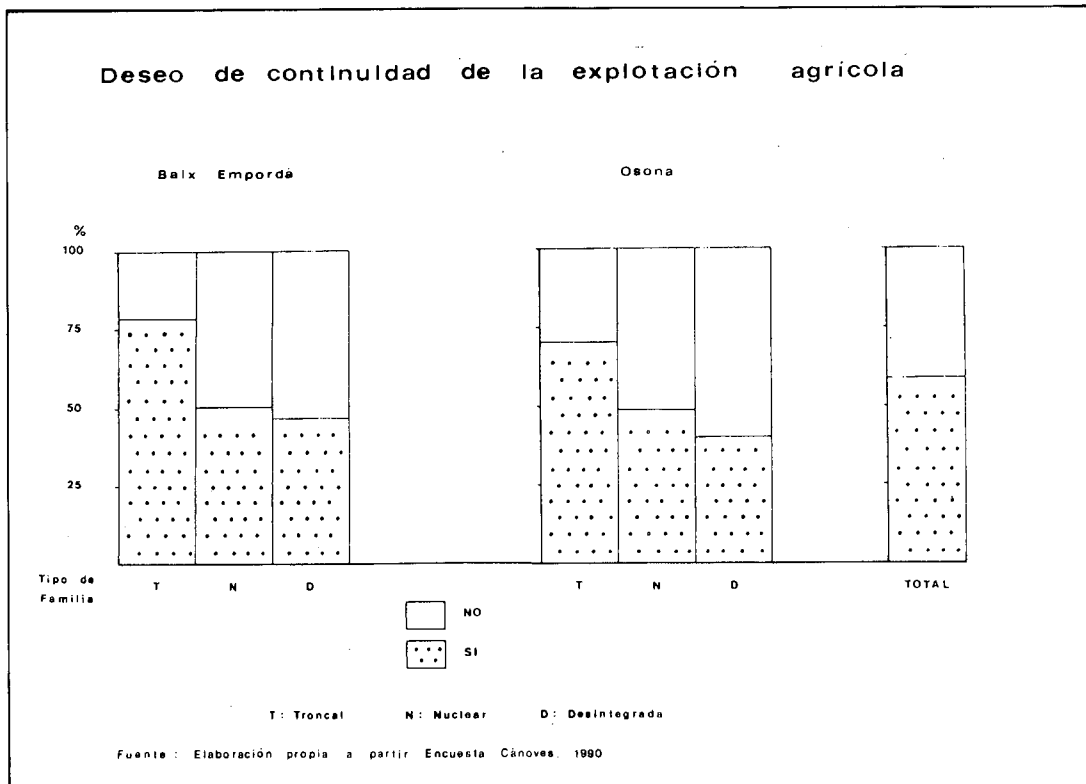 Deseo de continuidad de la explotación agrícola
Baix Empordà
Osona
%
100
75
50
25
Tipo de
Familia
T N D
T N D
TOTAL
NO
SI
T: Troncal N: Nuclear D: Desintegrada
Fuente: Elaboración propia a partir Encuesta Cánoves, 1990